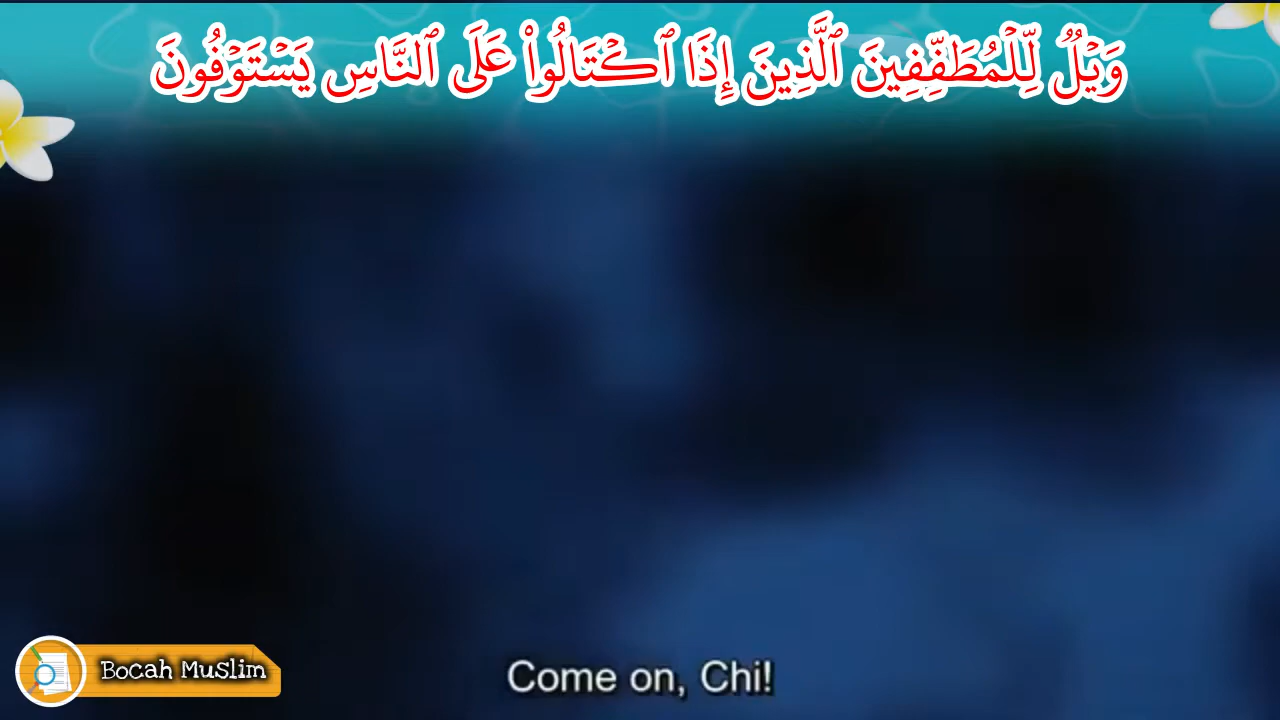 وَيۡلٞ لِّلۡمُطَفِّفِينَ ٱلَّذِينَ إِذَا ٱكۡتَالُواْ عَلَى ٱلنَّاسِ يَسۡتَوۡفُونَ
Bocah Muslim
Come on, Chi!